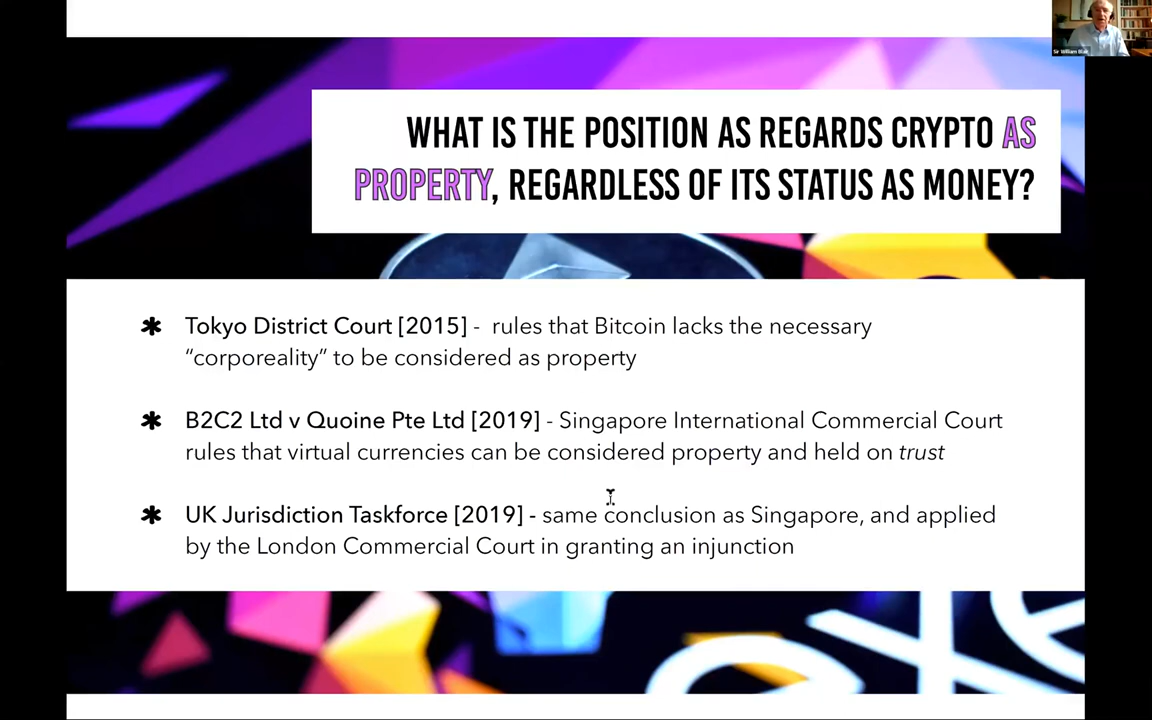 Sir William Blair
WHAT IS THE POSITION AS REGARDS CRYPTO AS
PROPERTY, REGARDLESS OF ITS STATUS AS MONEY?
* Tokyo District Court [2015] - rules that Bitcoin lacks the necessary
“corporeality” to be considered as property
* B2C2 Ltd v Quoine Pte Ltd [2019] - Singapore International Commercial Court
rules that virtual currencies can be considered property and held on trust
* UK Jurisdiction Taskforce [2019] - same conclusion as Singapore, and applied
by the London Commercial Court in granting an injunction